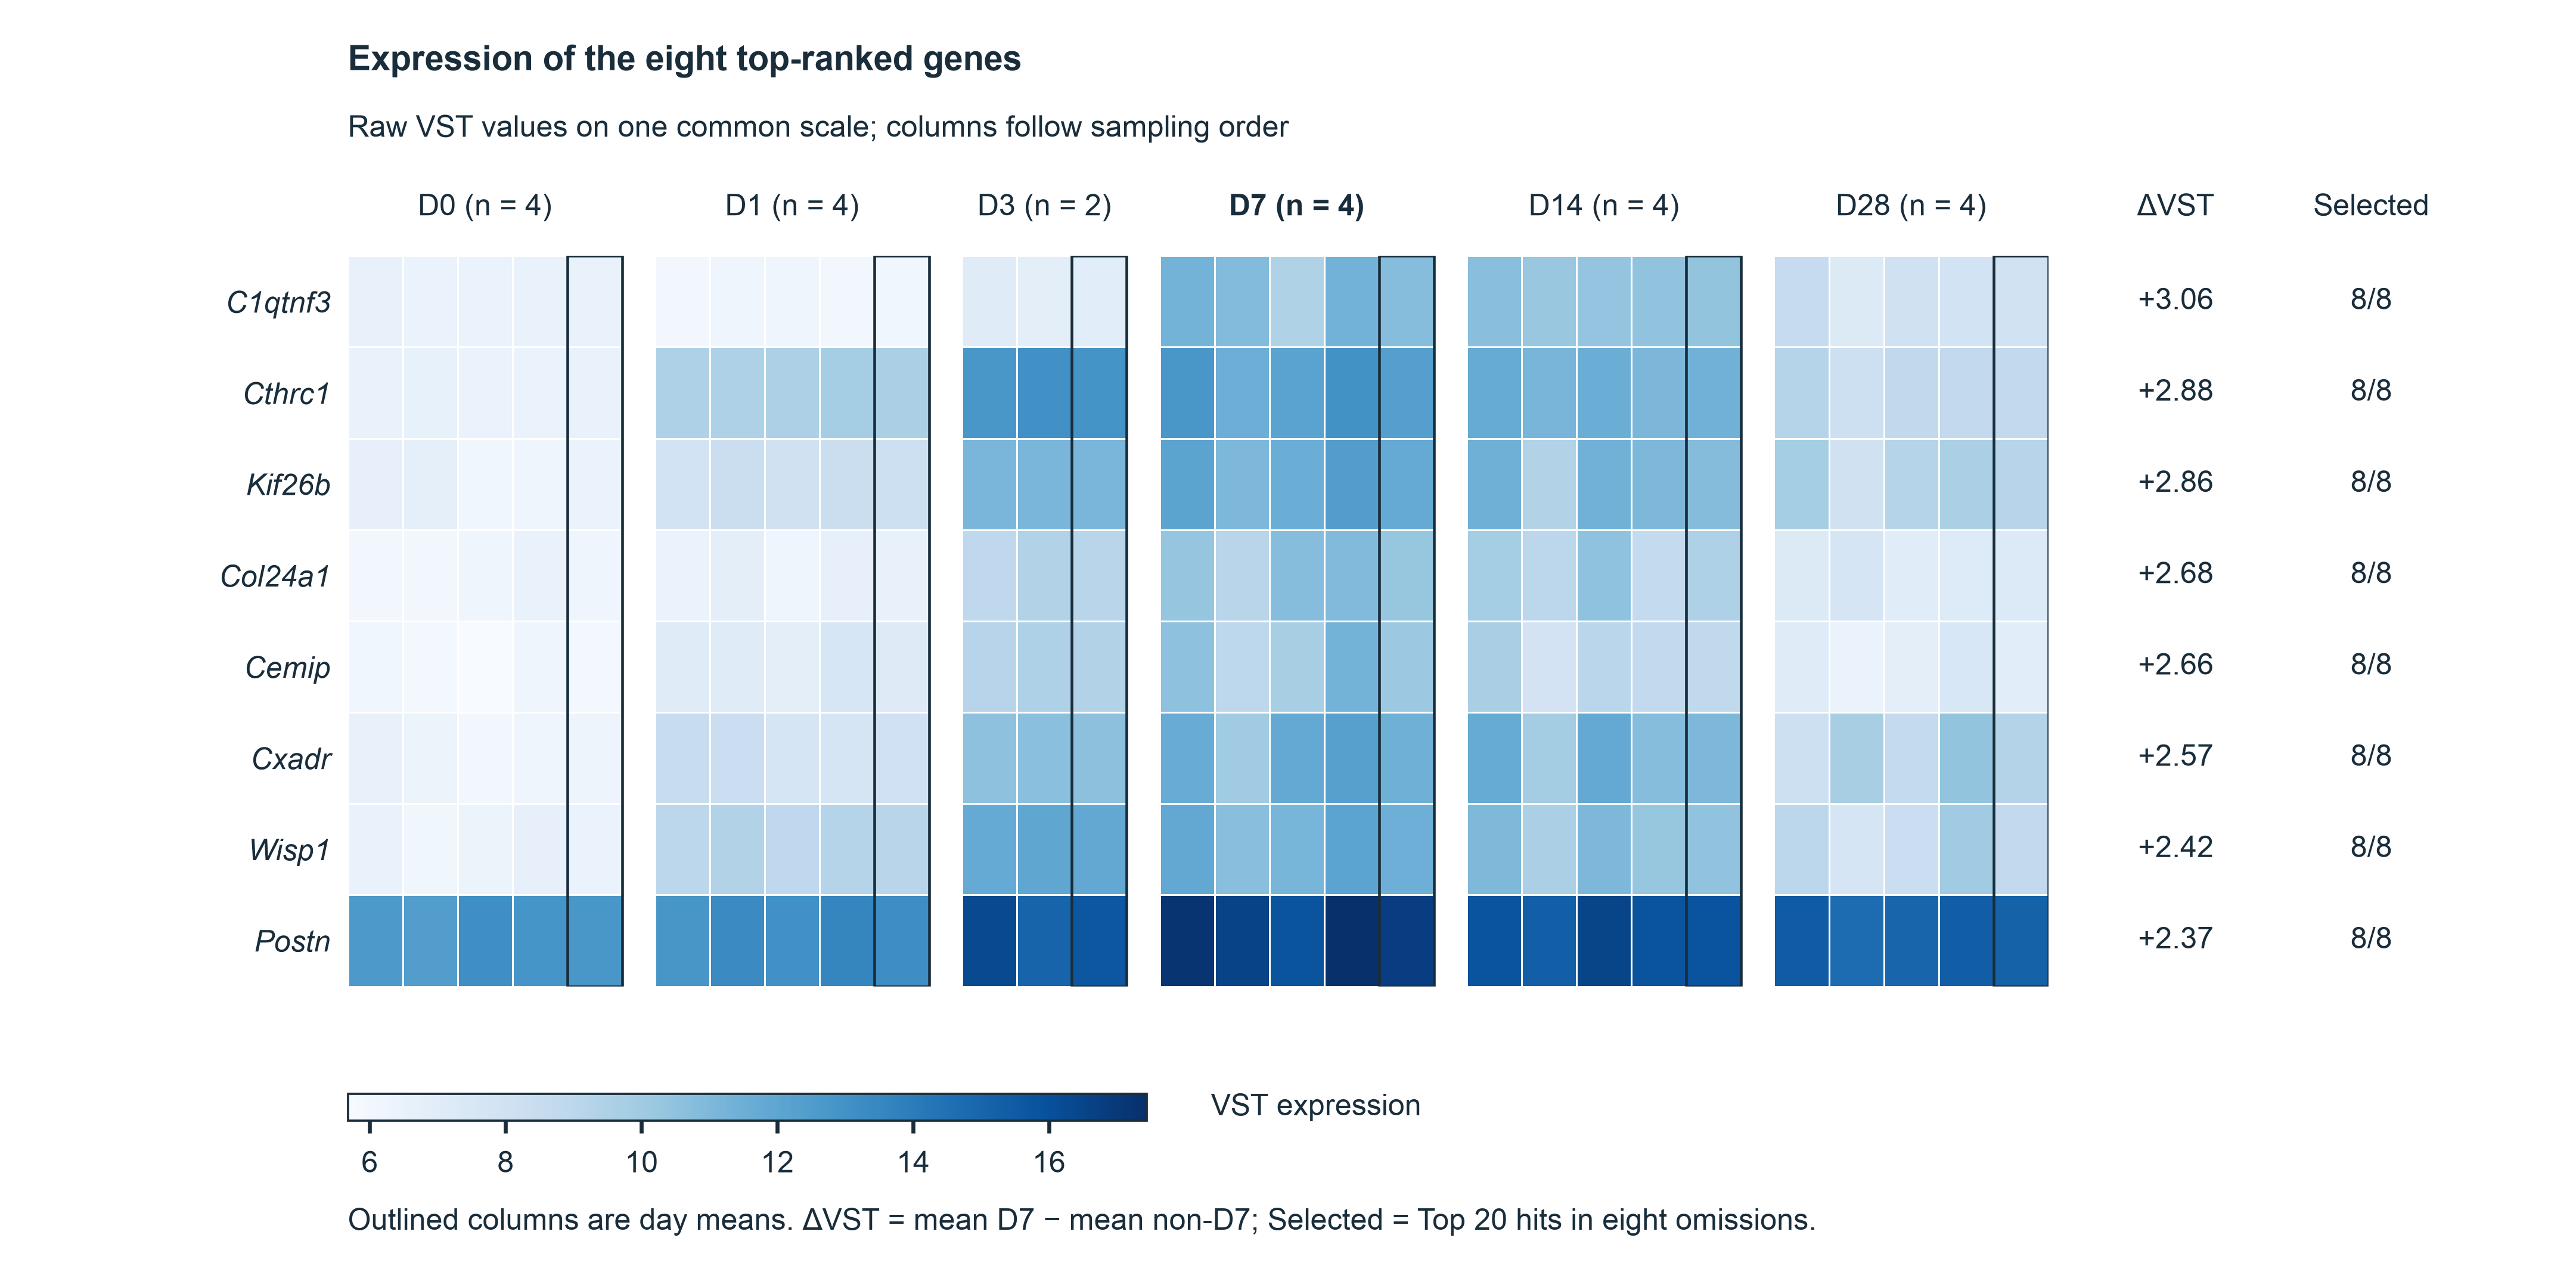 Expression of the eight top-ranked genes
Raw VST values on one common scale; columns follow sampling order
D0 (n = 4) D1 (n = 4) D3 (n = 2) D7 (n = 4) D14 (n = 4) D28 (n = 4) ΔVST Selected
C1qtnf3 +3.06 8/8
Cthrc1 +2.88 8/8
Kif26b +2.86 8/8
Col24a1 +2.68 8/8
Cemip +2.66 8/8
Cxadr +2.57 8/8
Wisp1 +2.42 8/8
Postn +2.37 8/8
VST expression
6 8 10 12 14 16
Outlined columns are day means. ΔVST = mean D7 − mean non-D7; Selected = Top 20 hits in eight omissions.